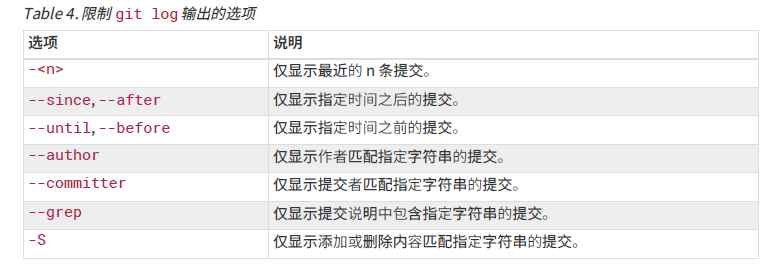 Table 4. 限制 git log 输出的选项
选项 说明
-<n> 仅显示最近的 n 条提交。
--since, --after 仅显示指定时间之后的提交。
--until, --before 仅显示指定时间之前的提交。
--author 仅显示作者匹配指定字符串的提交。
--committer 仅显示提交者匹配指定字符串的提交。
--grep 仅显示提交说明中包含指定字符串的提交。
-S 仅显示添加或删除内容匹配指定字符串的提交。